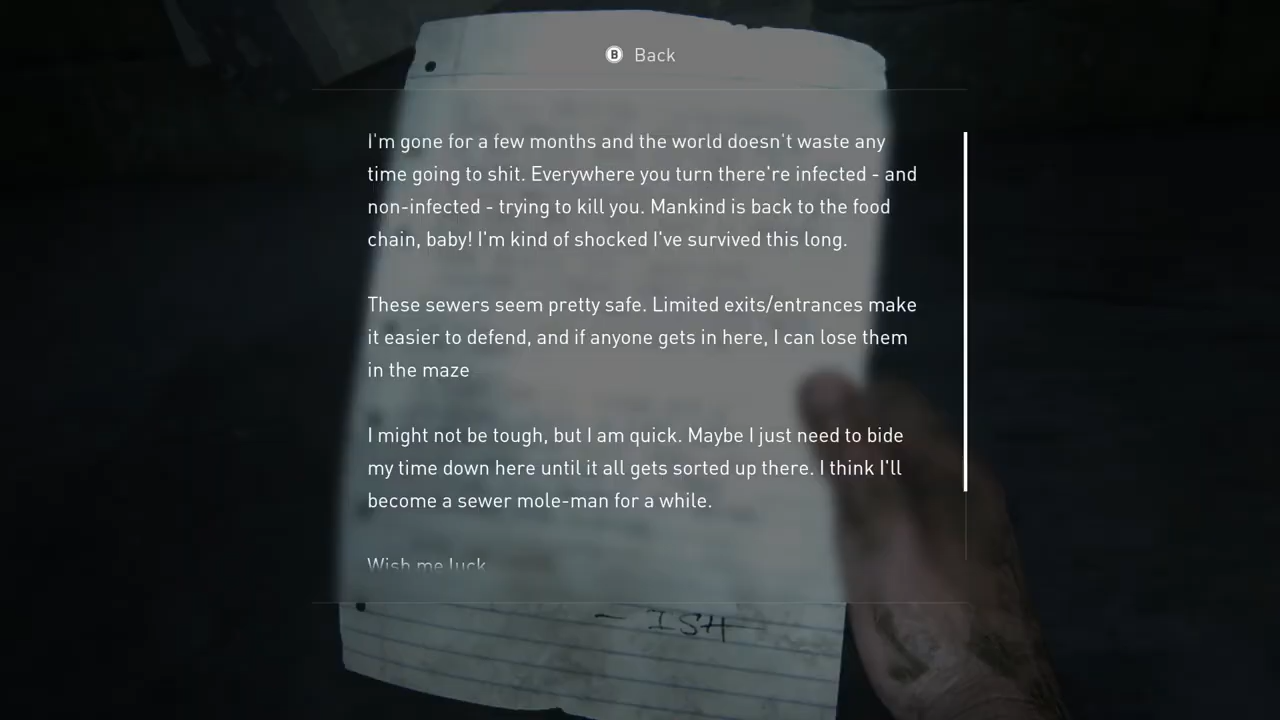 B Back
I'm gone for a few months and the world doesn't waste any
time going to shit. Everywhere you turn there're infected - and
non-infected - trying to kill you. Mankind is back to the food
chain, baby! I'm kind of shocked I've survived this long.
These sewers seem pretty safe. Limited exits/entrances make
it easier to defend, and if anyone gets in here, I can lose them
in the maze
I might not be tough, but I am quick. Maybe I just need to bide
my time down here until it all gets sorted up there. I think I'll
become a sewer mole-man for a while.
Wish me luck
- ISH